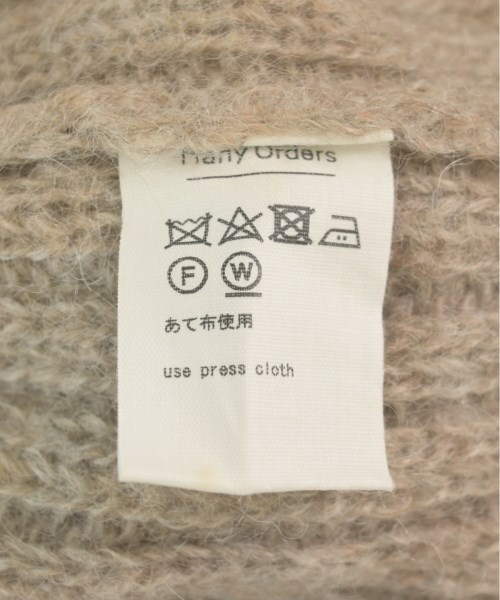 Many Orders
F W
あて布使用
use press cloth